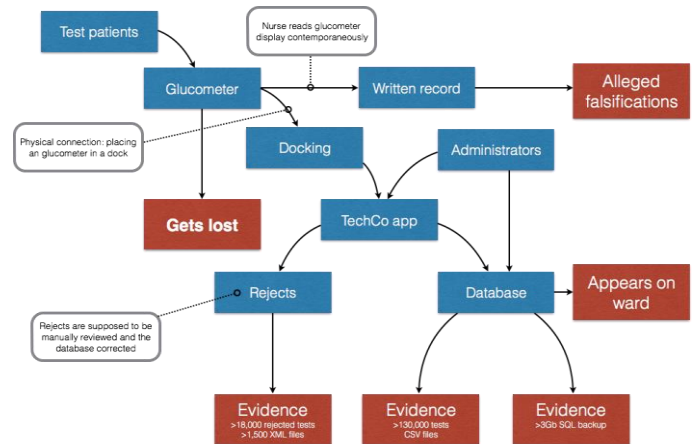 Test patients
Nurse reads glucometer
display contemporaneously
Glucometer
Written record
Alleged
falsifications
Physical connection: placing
an glucometer in a dock
Docking
Administrators
Gets lost
TechCo app
Rejects
Database
Appears on
ward
Rejects are supposed to be
manually reviewed and the
database corrected
Evidence
>18,000 rejected tests
>1,500 XML files
Evidence
>130,000 tests
CSV files
Evidence
>3Gb SQL backup